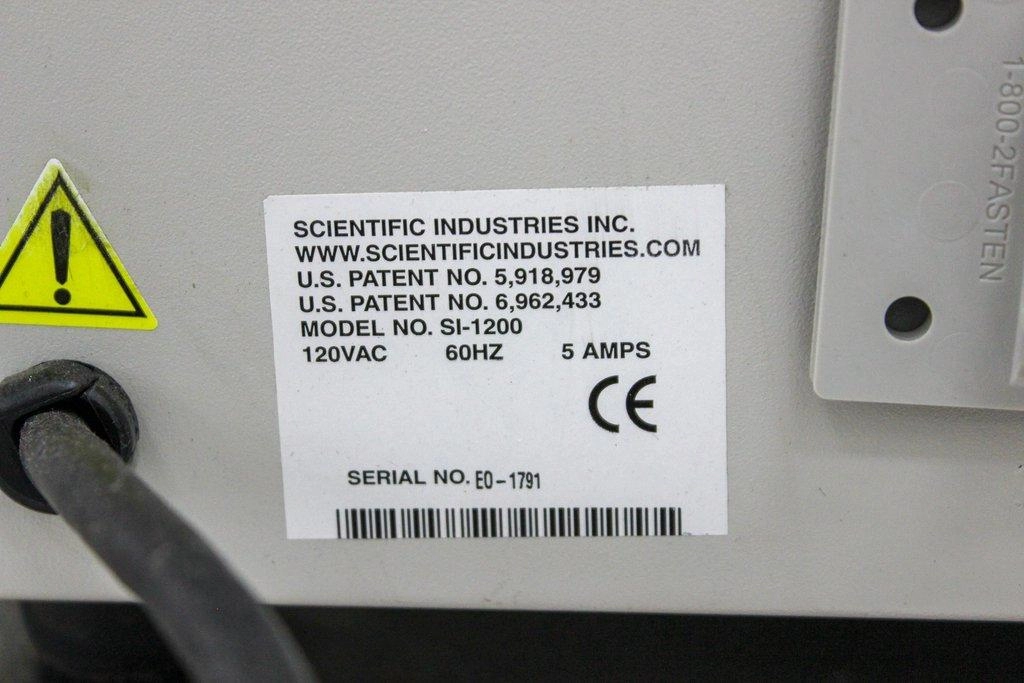 SCIENTIFIC INDUSTRIES INC.
WWW.SCIENTIFICINDUSTRIES.COM
U.S. PATENT NO. 5,918,979
U.S. PATENT NO. 6,962,433
MODEL NO. SI-1200
120VAC 60HZ 5 AMPS
CE
SERIAL NO. E0-1791
1-800-2FASTEN
!